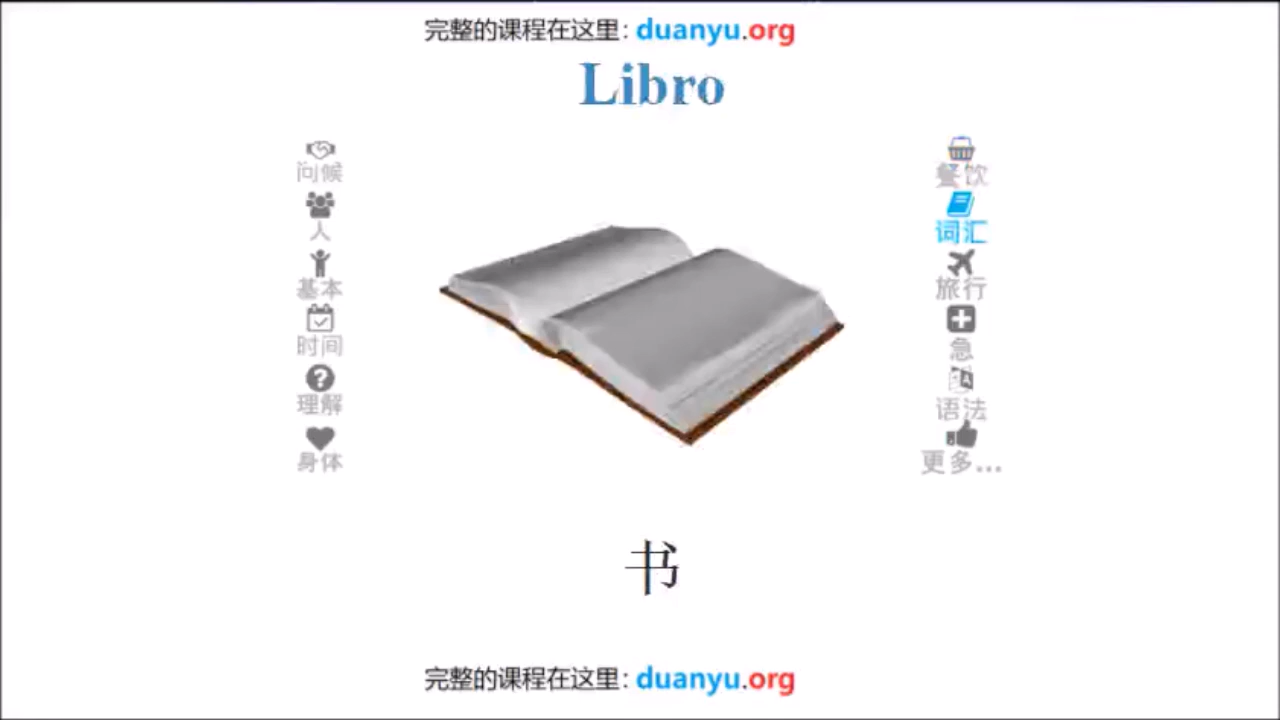 完整的课程在这里：duanyu.org
Libro
问候
人
基本
时间
理解
身体
餐饮
词汇
旅行
急
语法
更多...
书
完整的课程在这里：duanyu.org